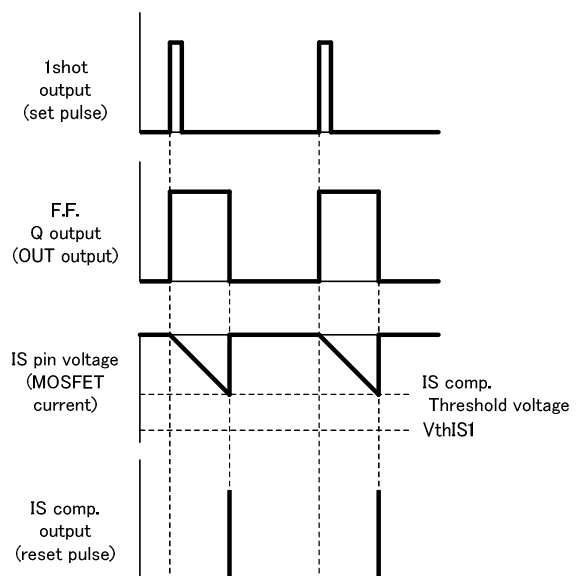 1shot
output
(set pulse)
F.F.
Q output
(OUT output)
IS pin voltage
(MOSFET
current)
IS comp.
Threshold voltage
VthIS1
IS comp.
output
(reset pulse)